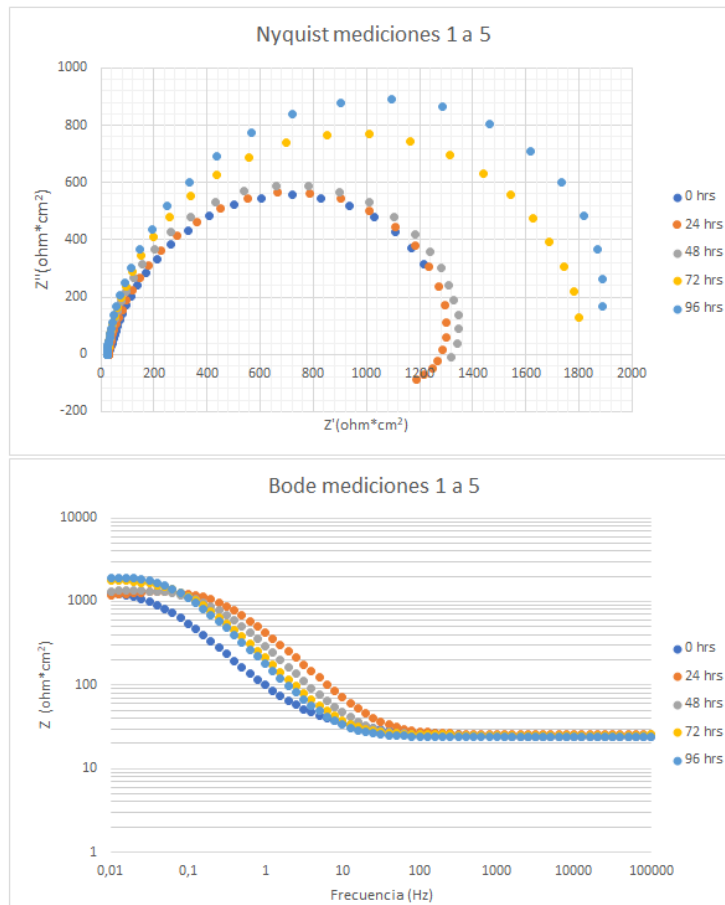 Nyquist mediciones 1 a 5
1000
800
600
400
200
0
-200
0 200 400 600 800 1000 1200 1400 1600 1800 2000
Z''(ohm*cm²)
Z'(ohm*cm²)
0 hrs
24 hrs
48 hrs
72 hrs
96 hrs
Bode mediciones 1 a 5
10000
1000
100
10
1
0,01 0,1 1 10 100 1000 10000 100000
Z (ohm*cm²)
Frecuencia (Hz)
0 hrs
24 hrs
48 hrs
72 hrs
96 hrs